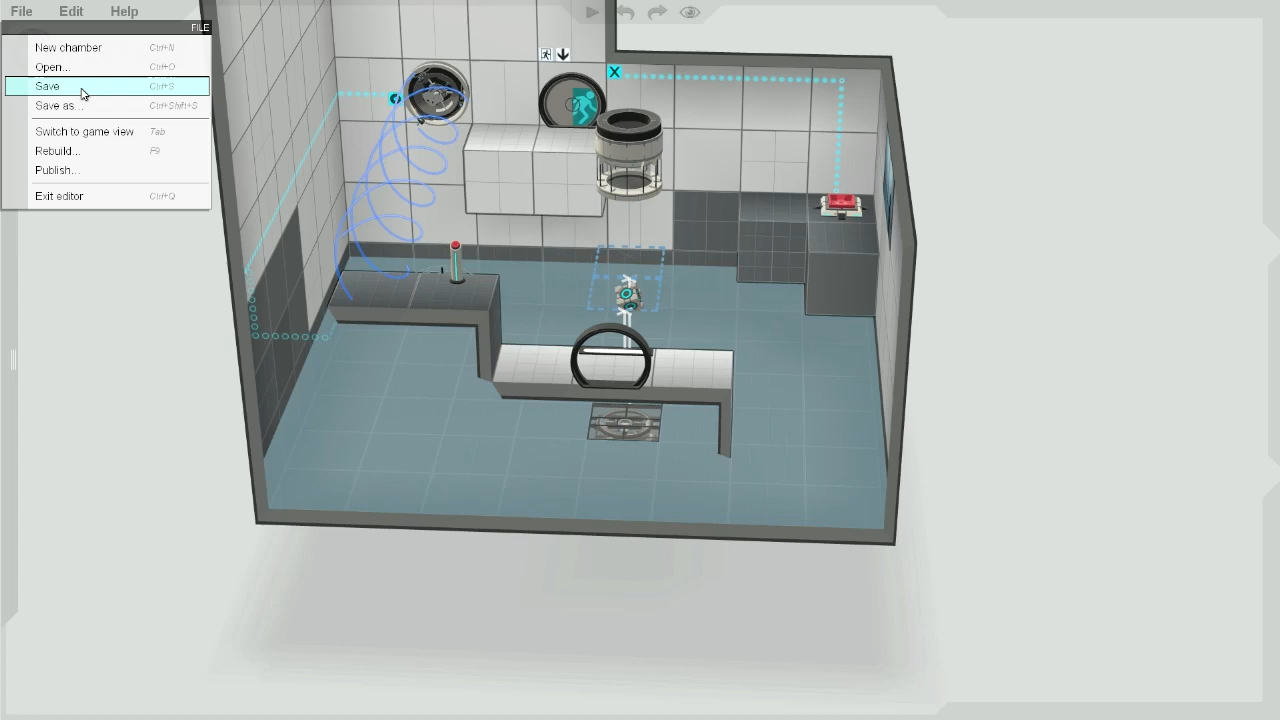 File Edit Help
FILE
New chamber Ctrl+N
Open... Ctrl+O
Save Ctrl+S
Save as... Ctrl+Shift+S
Switch to game view Tab
Rebuild... F9
Publish...
Exit editor Ctrl+Q
X